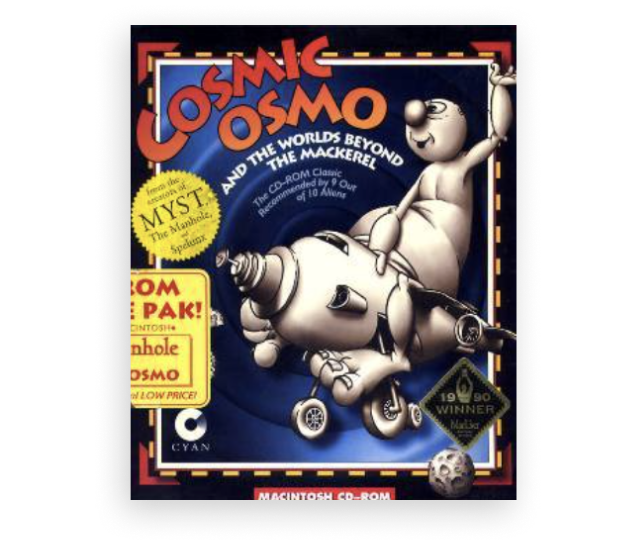 COSMIC
OSMO
AND THE WORLDS BEYOND
THE MACKEREL
The CD-ROM Classic
Recommended by 9 Out
of 10 Aliens
from the
creators of
MYST,
The Manhole,
Spelunx
ROM
E PAK!
CINTOSH
nhole
OSMO
LOW PRICE!
CYAN
19 90
WINNER
MACINTOSH CD-ROM